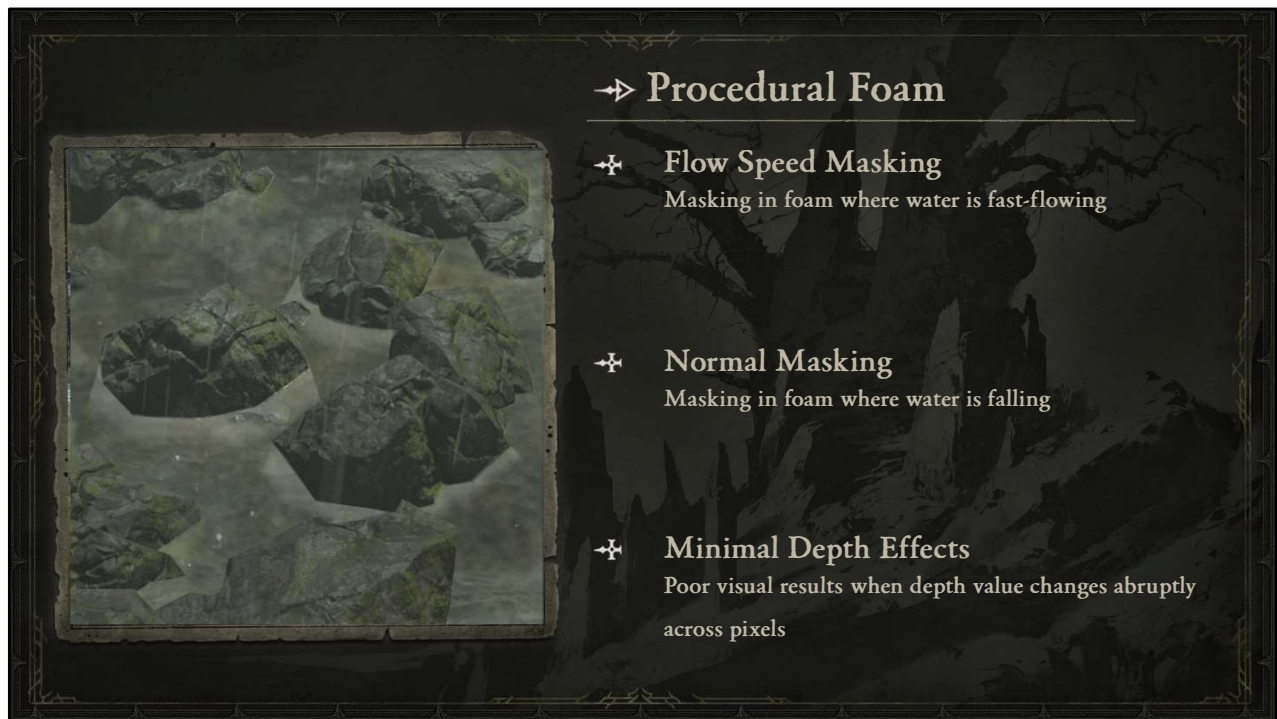 Procedural Foam
Flow Speed Masking
Masking in foam where water is fast-flowing
Normal Masking
Masking in foam where water is falling
Minimal Depth Effects
Poor visual results when depth value changes abruptly
across pixels